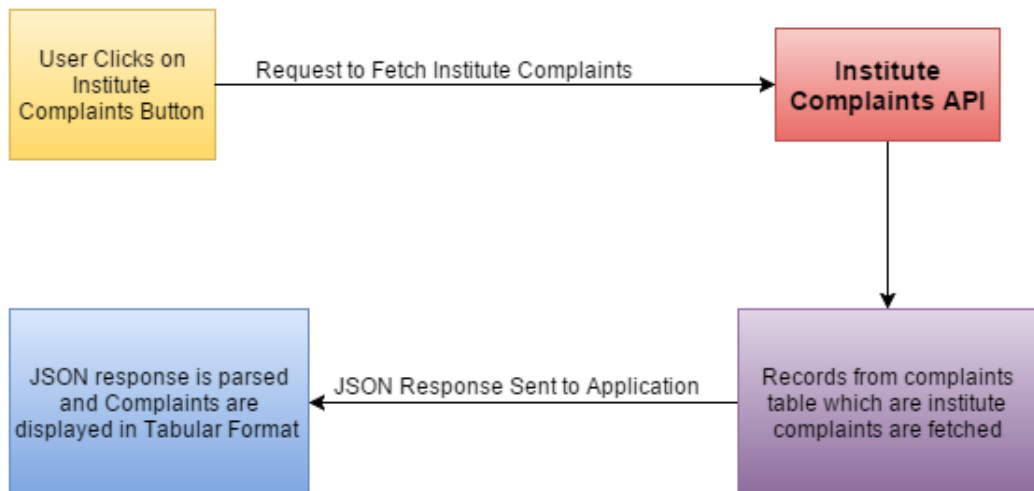 User Clicks on
Institute
Complaints Button
Request to Fetch Institute Complaints
Institute
Complaints API
JSON response is parsed
and Complaints are
displayed in Tabular Format
JSON Response Sent to Application
Records from complaints
table which are institute
complaints are fetched